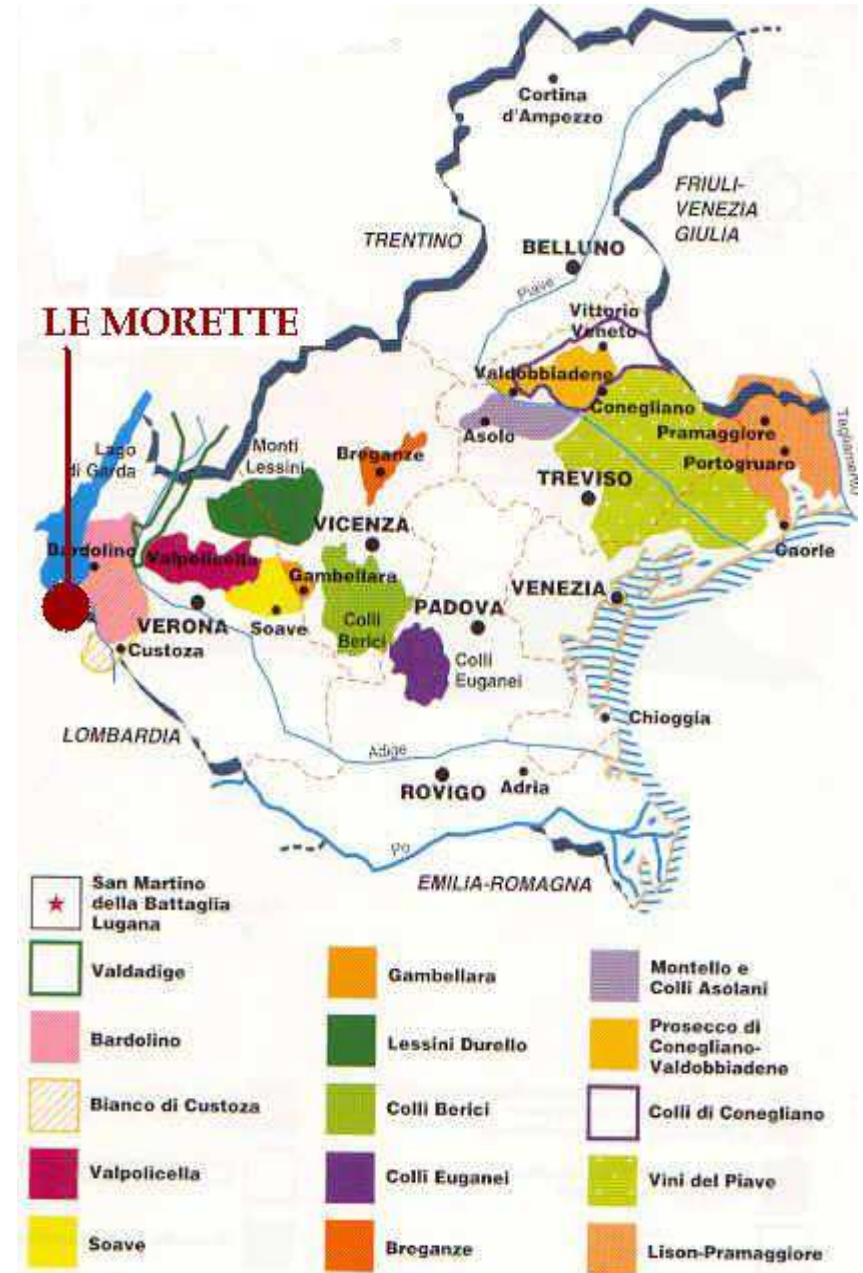 Cortina
d'Ampezzo
FRIULI-
VENEZIA
GIULIA
TRENTINO
BELLUNO
Piave
Vittorio
Veneto
LE MORETTE
Valdobbiadene
Conegliano
Asolo
Pramaggiore
Portogruaro
Lago
di Garda
Monti
Lessini
Breganze
TREVISO
VICENZA
Caorle
Bardolino
Valpolicella
Gambellara
VENEZIA
PADOVA
VERONA
Soave
Colli
Berici
Custoza
Colli
Euganei
Chioggia
LOMBARDIA
Adige
ROVIGO
Adria
Po
EMILIA-ROMAGNA
San Martino
della Battaglia
Lugana
Valdadige
Bardolino
Bianco di Custoza
Valpolicella
Soave
Gambellara
Lessini Durello
Colli Berici
Colli Euganei
Breganze
Montello e
Colli Asolani
Prosecco di
Conegliano-
Valdobbiadene
Colli di Conegliano
Vini del Piave
Lison-Pramaggiore